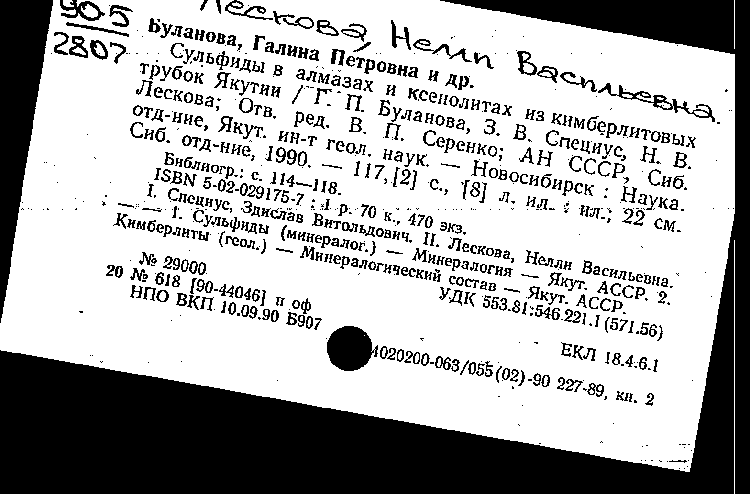 90-5
2807
Лескова, Нелли Васильевна.
Буланова, Галина Петровна и др.
Сульфиды в алмазах и ксенолитах из кимберлитовых
трубок Якутии / Г. П. Буланова, З. В. Специус, Н. В.
Лескова; Отв. ред. В. П. Серенко; АН СССР, Сиб.
отд-ние, Якут. ин-т геол. наук. — Новосибирск : Наука.
Сиб. отд-ние, 1990. — 117, [2] с., [8] л. ил. : ил.; 22 см.
Библиогр.: с. 114—118.
ISBN 5-02-029175-7 : 1 р. 70 к., 470 экз.
I. Специус, Здислав Витольдович. II. Лескова, Нелли Васильевна.
— — 1. Сульфиды (минералог.) — Минералогия — Якут. АССР. 2.
Кимберлиты (геол.) — Минералогический состав — Якут. АССР.
УДК 553.81:546.221.1(571.56)
№ 29000
20 № 618 [90-44046] п оф
НПО ВКП 10.09.90 Б907
ЕКЛ 18.4.6.1
4020200-063/055(02)-90 227-89, кн. 2